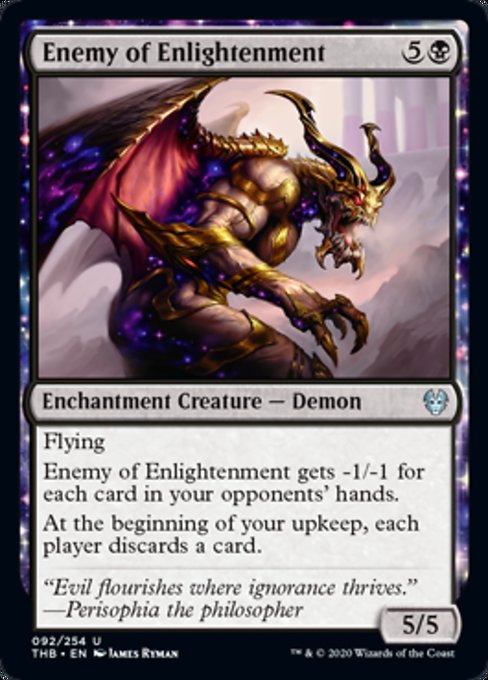 Enemy of Enlightenment 5
Enchantment Creature — Demon
Flying
Enemy of Enlightenment gets -1/-1 for
each card in your opponents' hands.
At the beginning of your upkeep, each
player discards a card.
“Evil flourishes where ignorance thrives.”
—Perisophia the philosopher
5/5
092/254 U
THB • EN James Ryman
™ & © 2020 Wizards of the Coast